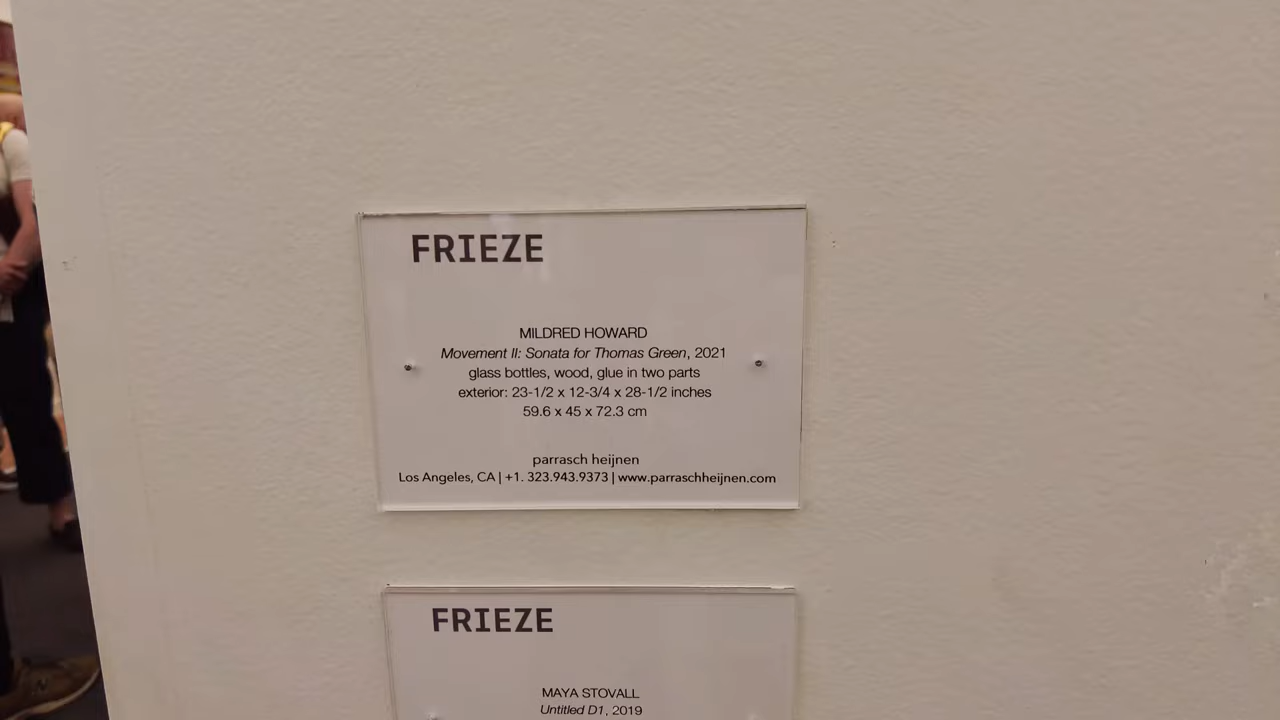 FRIEZE
MILDRED HOWARD
Movement II: Sonata for Thomas Green, 2021
glass bottles, wood, glue in two parts
exterior: 23-1/2 x 12-3/4 x 28-1/2 inches
59.6 x 45 x 72.3 cm
parrasch heijnen
Los Angeles, CA | +1. 323.943.9373 | www.parraschheijnen.com
FRIEZE
MAYA STOVALL
Untitled D1, 2019